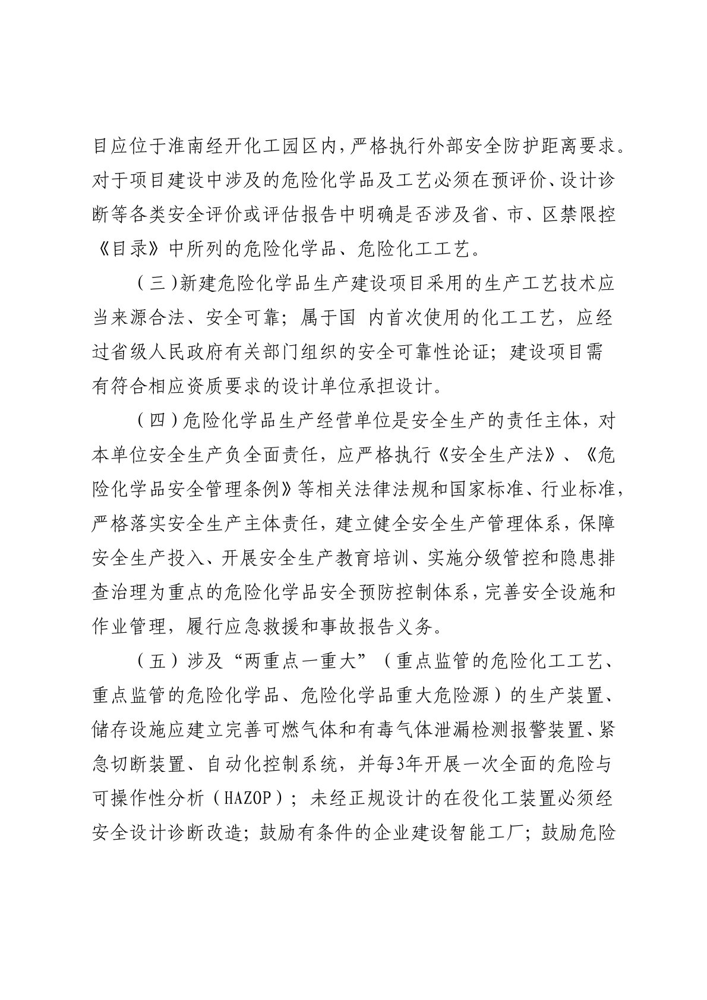 目应位于淮南经开化工园区内，严格执行外部安全防护距离要求。
对于项目建设中涉及的危险化学品及工艺必须在预评价、设计诊
断等各类安全评价或评估报告中明确是否涉及省、市、区禁限控
《目录》中所列的危险化学品、危险化工工艺。
（三）新建危险化学品生产建设项目采用的生产工艺技术应
当来源合法、安全可靠；属于国 内首次使用的化工工艺，应经
过省级人民政府有关部门组织的安全可靠性论证；建设项目需
有符合相应资质要求的设计单位承担设计。
（四）危险化学品生产经营单位是安全生产的责任主体，对
本单位安全生产负全面责任，应严格执行《安全生产法》、《危
险化学品安全管理条例》等相关法律法规和国家标准、行业标准，
严格落实安全生产主体责任，建立健全安全生产管理体系，保障
安全生产投入、开展安全生产教育培训、实施分级管控和隐患排
查治理为重点的危险化学品安全预防控制体系，完善安全设施和
作业管理，履行应急救援和事故报告义务。
（五）涉及“两重点一重大”（重点监管的危险化工工艺、
重点监管的危险化学品、危险化学品重大危险源）的生产装置、
储存设施应建立完善可燃气体和有毒气体泄漏检测报警装置、紧
急切断装置、自动化控制系统，并每3年开展一次全面的危险与
可操作性分析（HAZOP）；未经正规设计的在役化工装置必须经
安全设计诊断改造；鼓励有条件的企业建设智能工厂；鼓励危险